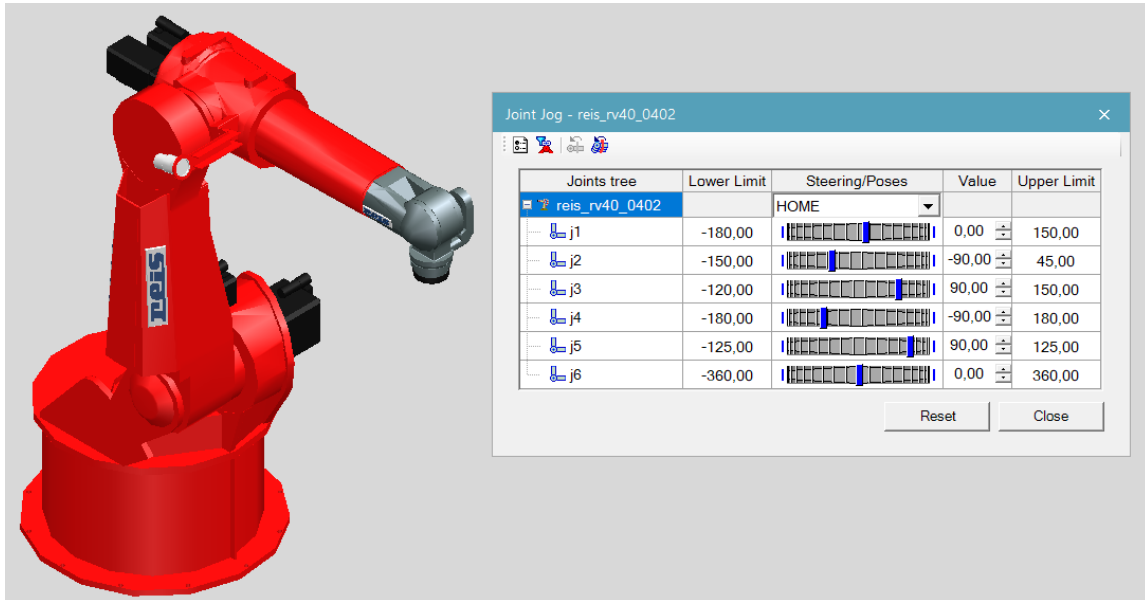 Joint Jog - reis_rv40_0402
Joints tree Lower Limit Steering/Poses Value Upper Limit
reis_rv40_0402 HOME
j1 -180,00 0,00 150,00
j2 -150,00 -90,00 45,00
j3 -120,00 90,00 150,00
j4 -180,00 -90,00 180,00
j5 -125,00 90,00 125,00
j6 -360,00 0,00 360,00
Reset Close